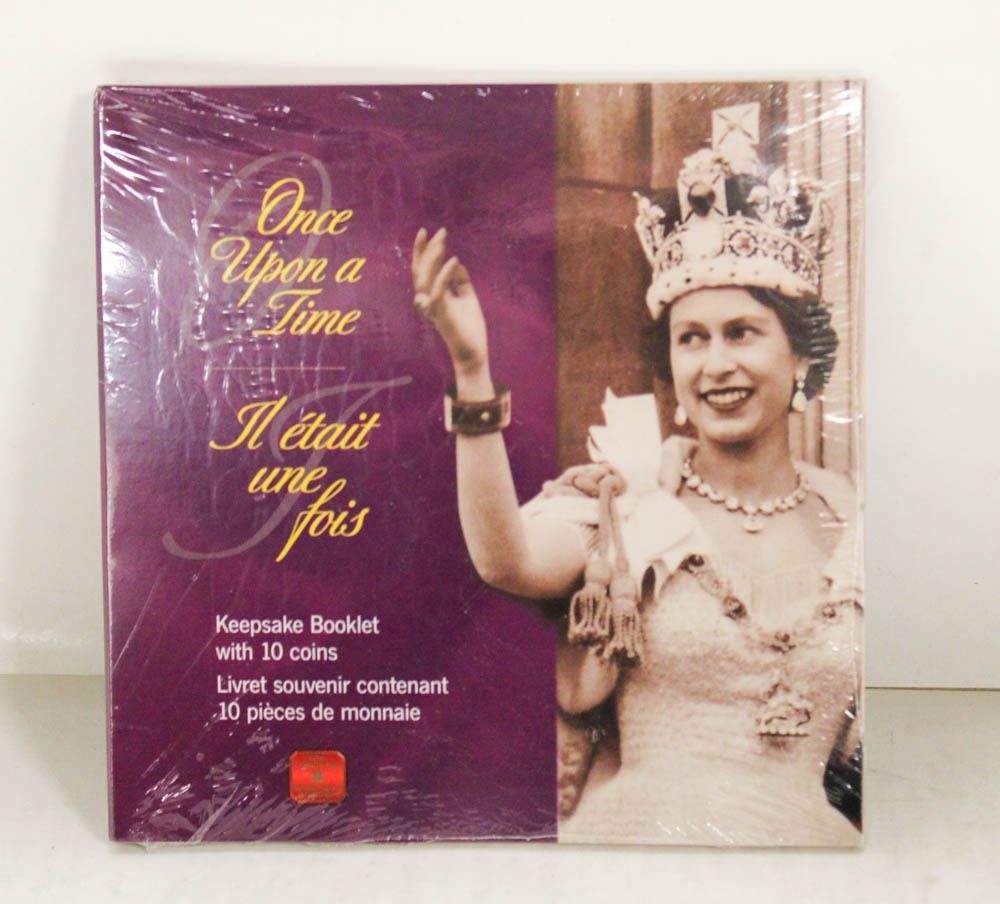 Once
Upon a
Time
Il était
une
fois
Keepsake Booklet
with 10 coins
Livret souvenir contenant
10 pièces de monnaie